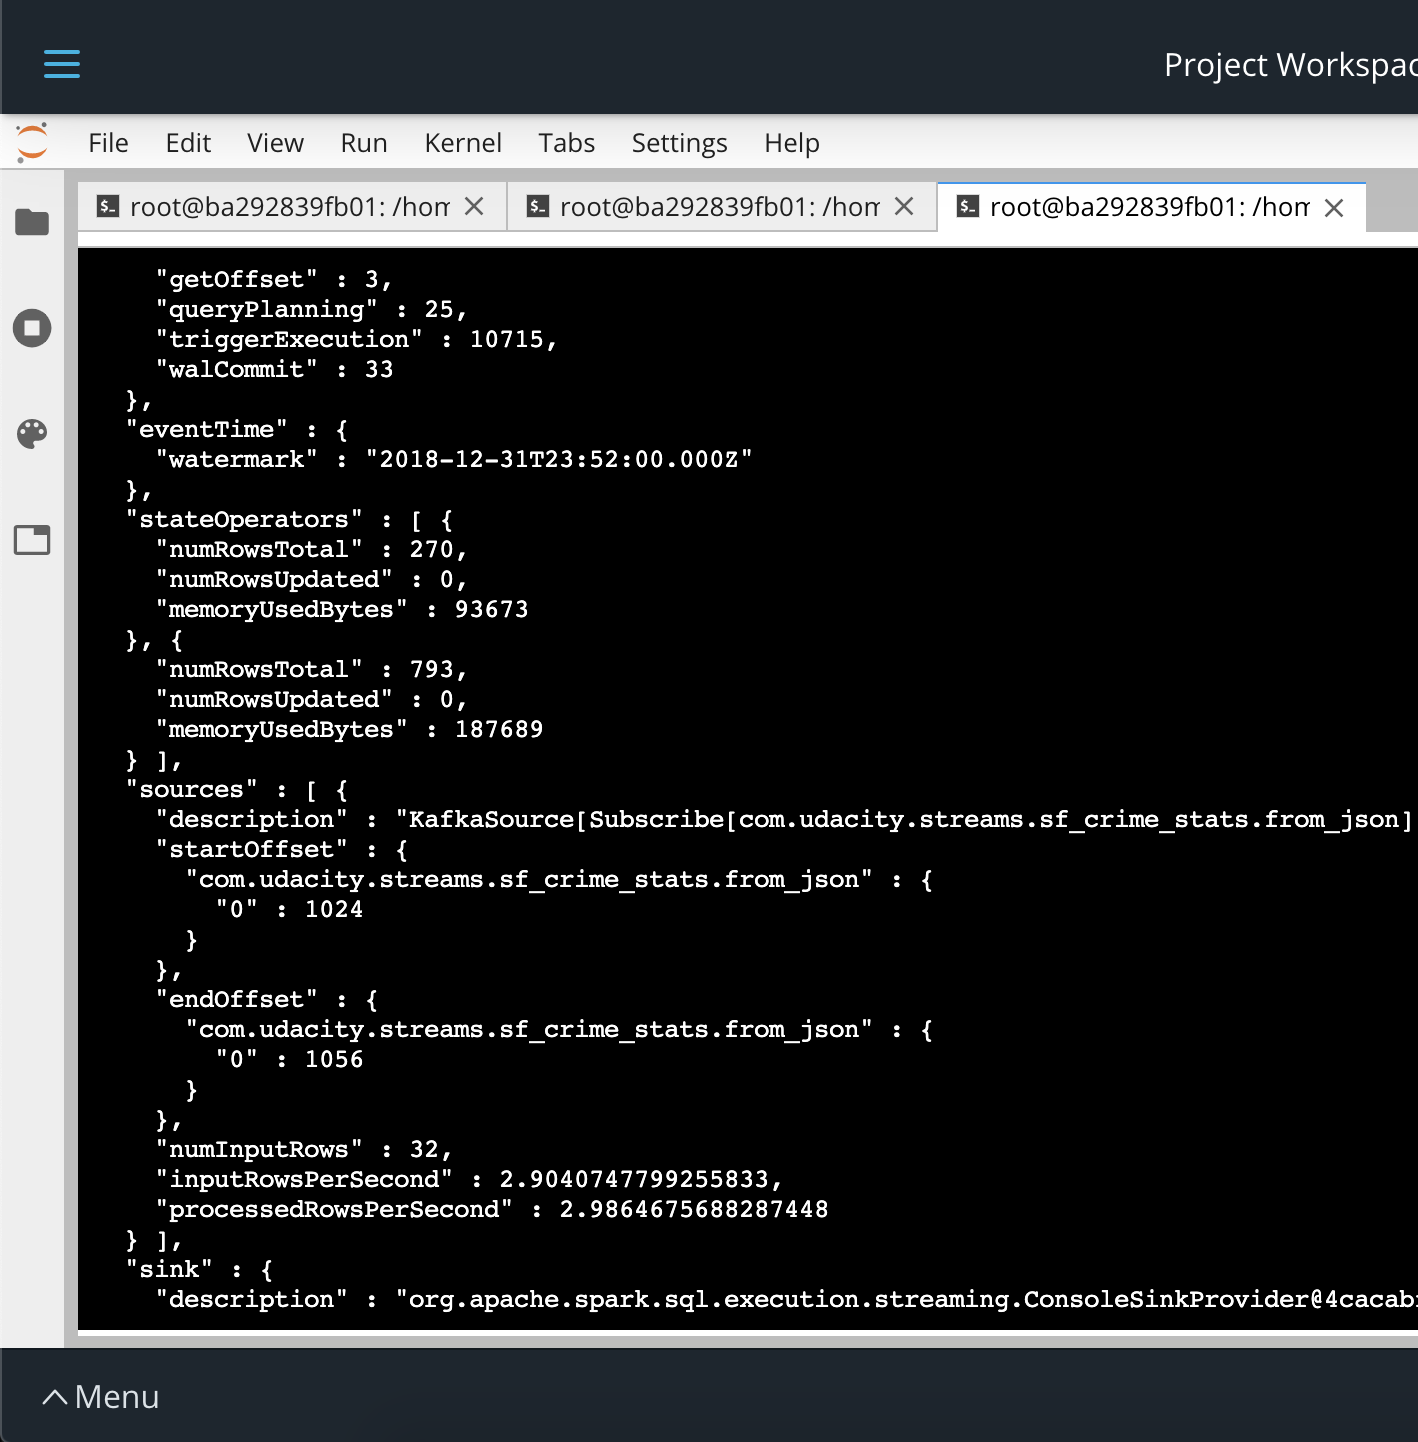 Project Workspac
File Edit View Run Kernel Tabs Settings Help
root@ba292839fb01: /hom root@ba292839fb01: /hom root@ba292839fb01: /hom
"getOffset" : 3,
"queryPlanning" : 25,
"triggerExecution" : 10715,
"walCommit" : 33
},
"eventTime" : {
"watermark" : "2018-12-31T23:52:00.000Z"
},
"stateOperators" : [ {
"numRowsTotal" : 270,
"numRowsUpdated" : 0,
"memoryUsedBytes" : 93673
}, {
"numRowsTotal" : 793,
"numRowsUpdated" : 0,
"memoryUsedBytes" : 187689
} ],
"sources" : [ {
"description" : "KafkaSource[Subscribe[com.udacity.streams.sf_crime_stats.from_json]
"startOffset" : {
"com.udacity.streams.sf_crime_stats.from_json" : {
"0" : 1024
}
},
"endOffset" : {
"com.udacity.streams.sf_crime_stats.from_json" : {
"0" : 1056
}
},
"numInputRows" : 32,
"inputRowsPerSecond" : 2.9040747799255833,
"processedRowsPerSecond" : 2.9864675688287448
} ],
"sink" : {
"description" : "org.apache.spark.sql.execution.streaming.ConsoleSinkProvider@4cacab
Menu